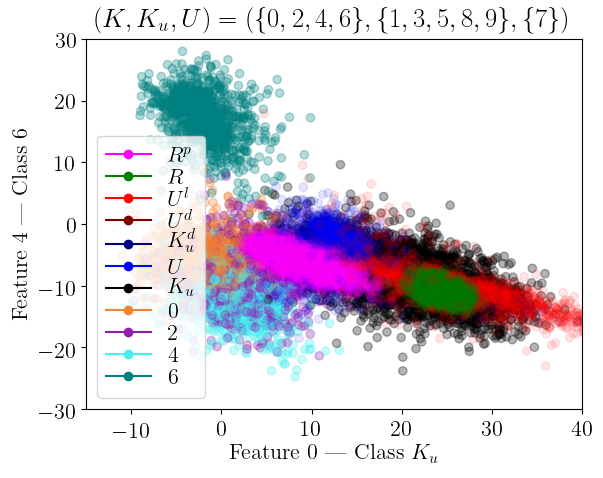 (K, K_u, U) = ({0, 2, 4, 6}, {1, 3, 5, 8, 9}, {7})
30
20
10
0
−10
−20
−30
Feature 4 — Class 6
R^p
R
U^l
U^d
K_u^d
U
K_u
0
2
4
6
−10 0 10 20 30 40
Feature 0 — Class K_u